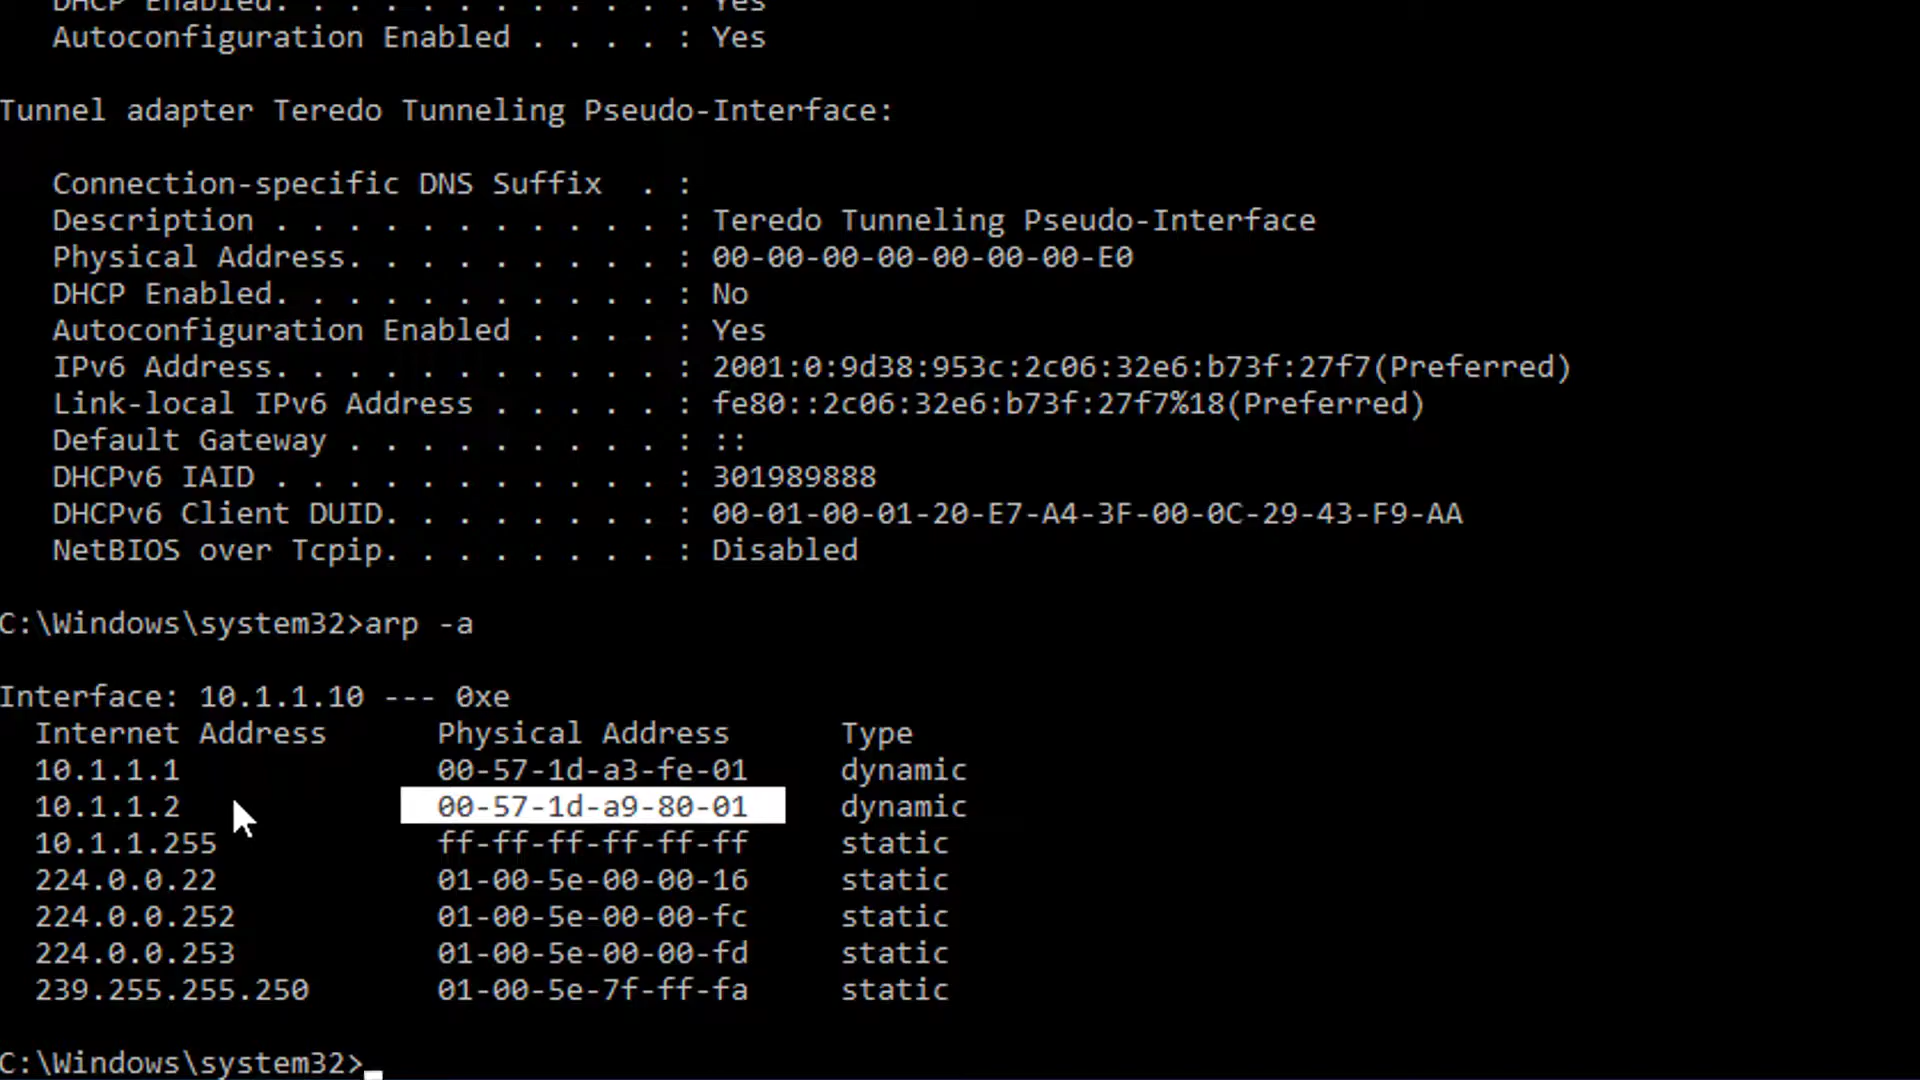 DHCP Enabled. . . . . . . . . . . : Yes
Autoconfiguration Enabled . . . . : Yes
Tunnel adapter Teredo Tunneling Pseudo-Interface:
Connection-specific DNS Suffix  . :
Description . . . . . . . . . . . : Teredo Tunneling Pseudo-Interface
Physical Address. . . . . . . . . : 00-00-00-00-00-00-00-E0
DHCP Enabled. . . . . . . . . . . : No
Autoconfiguration Enabled . . . . : Yes
IPv6 Address. . . . . . . . . . . : 2001:0:9d38:953c:2c06:32e6:b73f:27f7(Preferred)
Link-local IPv6 Address . . . . . : fe80::2c06:32e6:b73f:27f7%18(Preferred)
Default Gateway . . . . . . . . . : ::
DHCPv6 IAID . . . . . . . . . . . : 301989888
DHCPv6 Client DUID. . . . . . . . : 00-01-00-01-20-E7-A4-3F-00-0C-29-43-F9-AA
NetBIOS over Tcpip. . . . . . . . : Disabled
C:\Windows\system32>arp -a
Interface: 10.1.1.10 --- 0xe
Internet Address      Physical Address      Type
10.1.1.1              00-57-1d-a3-fe-01     dynamic
10.1.1.2              00-57-1d-a9-80-01     dynamic
10.1.1.255            ff-ff-ff-ff-ff-ff     static
224.0.0.22            01-00-5e-00-00-16     static
224.0.0.252           01-00-5e-00-00-fc     static
224.0.0.253           01-00-5e-00-00-fd     static
239.255.255.250       01-00-5e-7f-ff-fa     static
C:\Windows\system32>